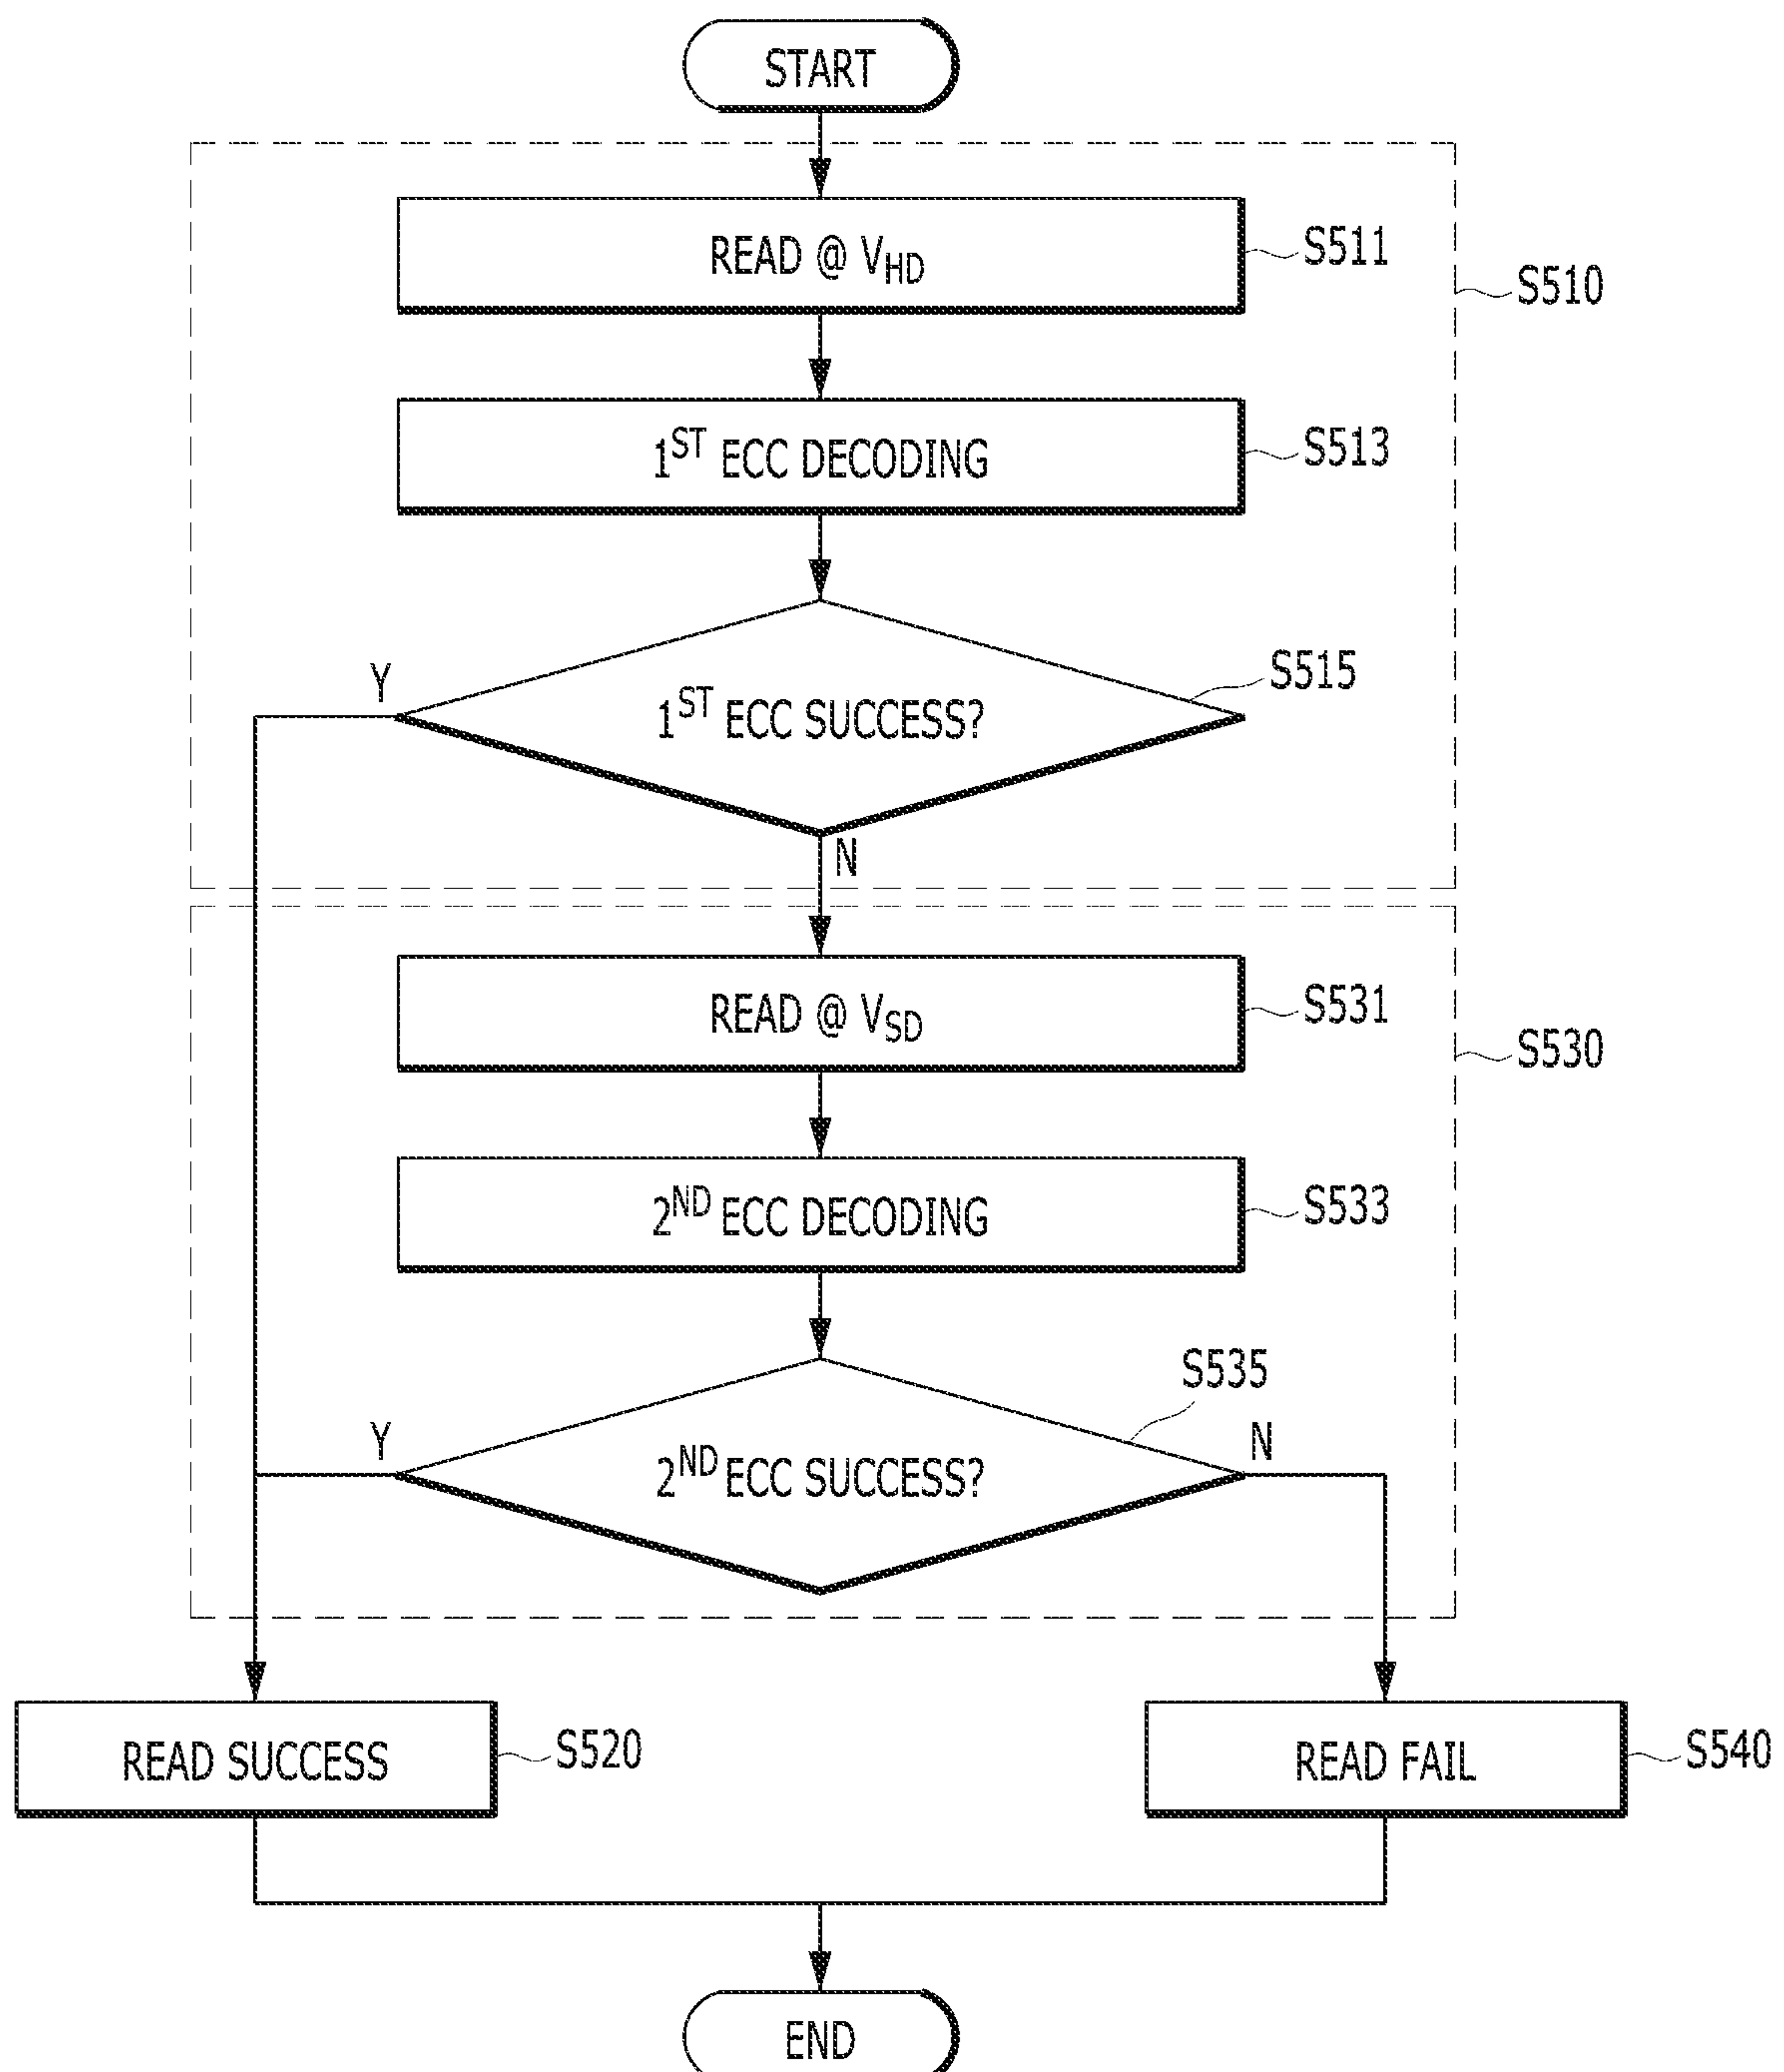 START
READ @ VHD
S511
S510
1ST ECC DECODING
S513
S515
Y
1ST ECC SUCCESS?
N
READ @ VSD
S531
S530
2ND ECC DECODING
S533
S535
Y
N
2ND ECC SUCCESS?
READ SUCCESS
S520
READ FAIL
S540
END